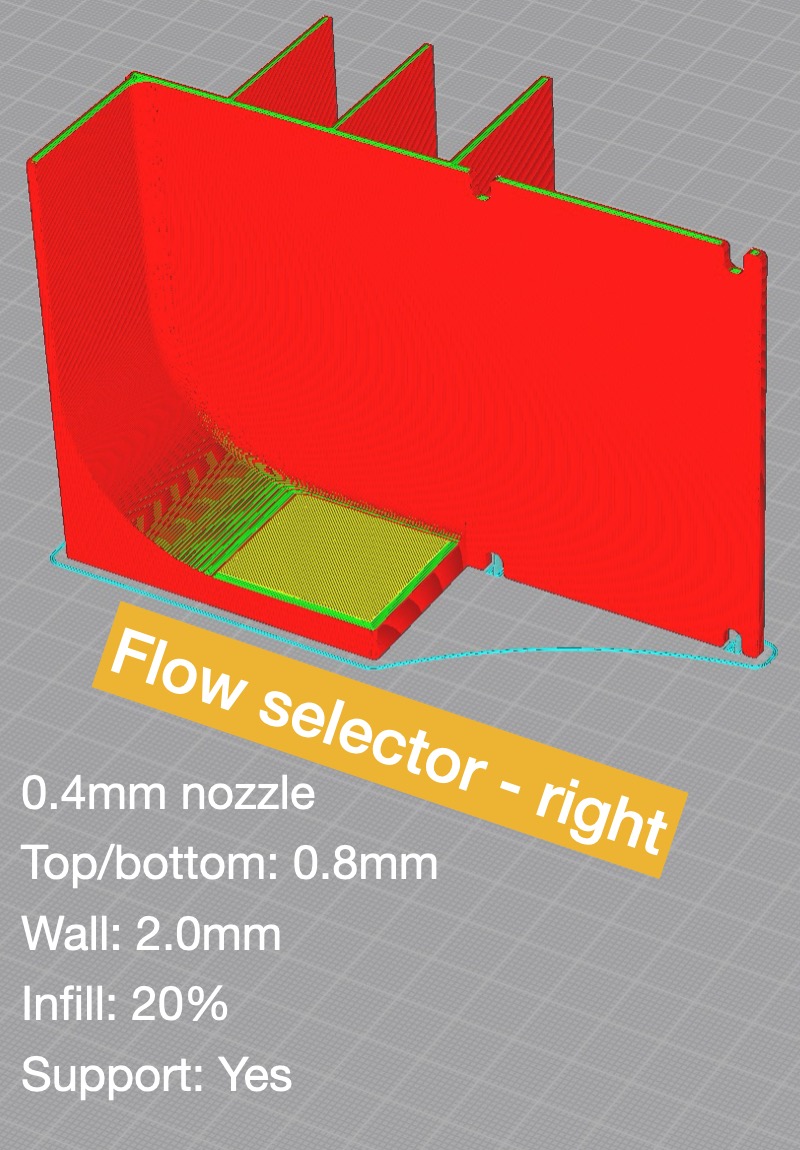 Flow selector - right
0.4mm nozzle
Top/bottom: 0.8mm
Wall: 2.0mm
Infill: 20%
Support: Yes